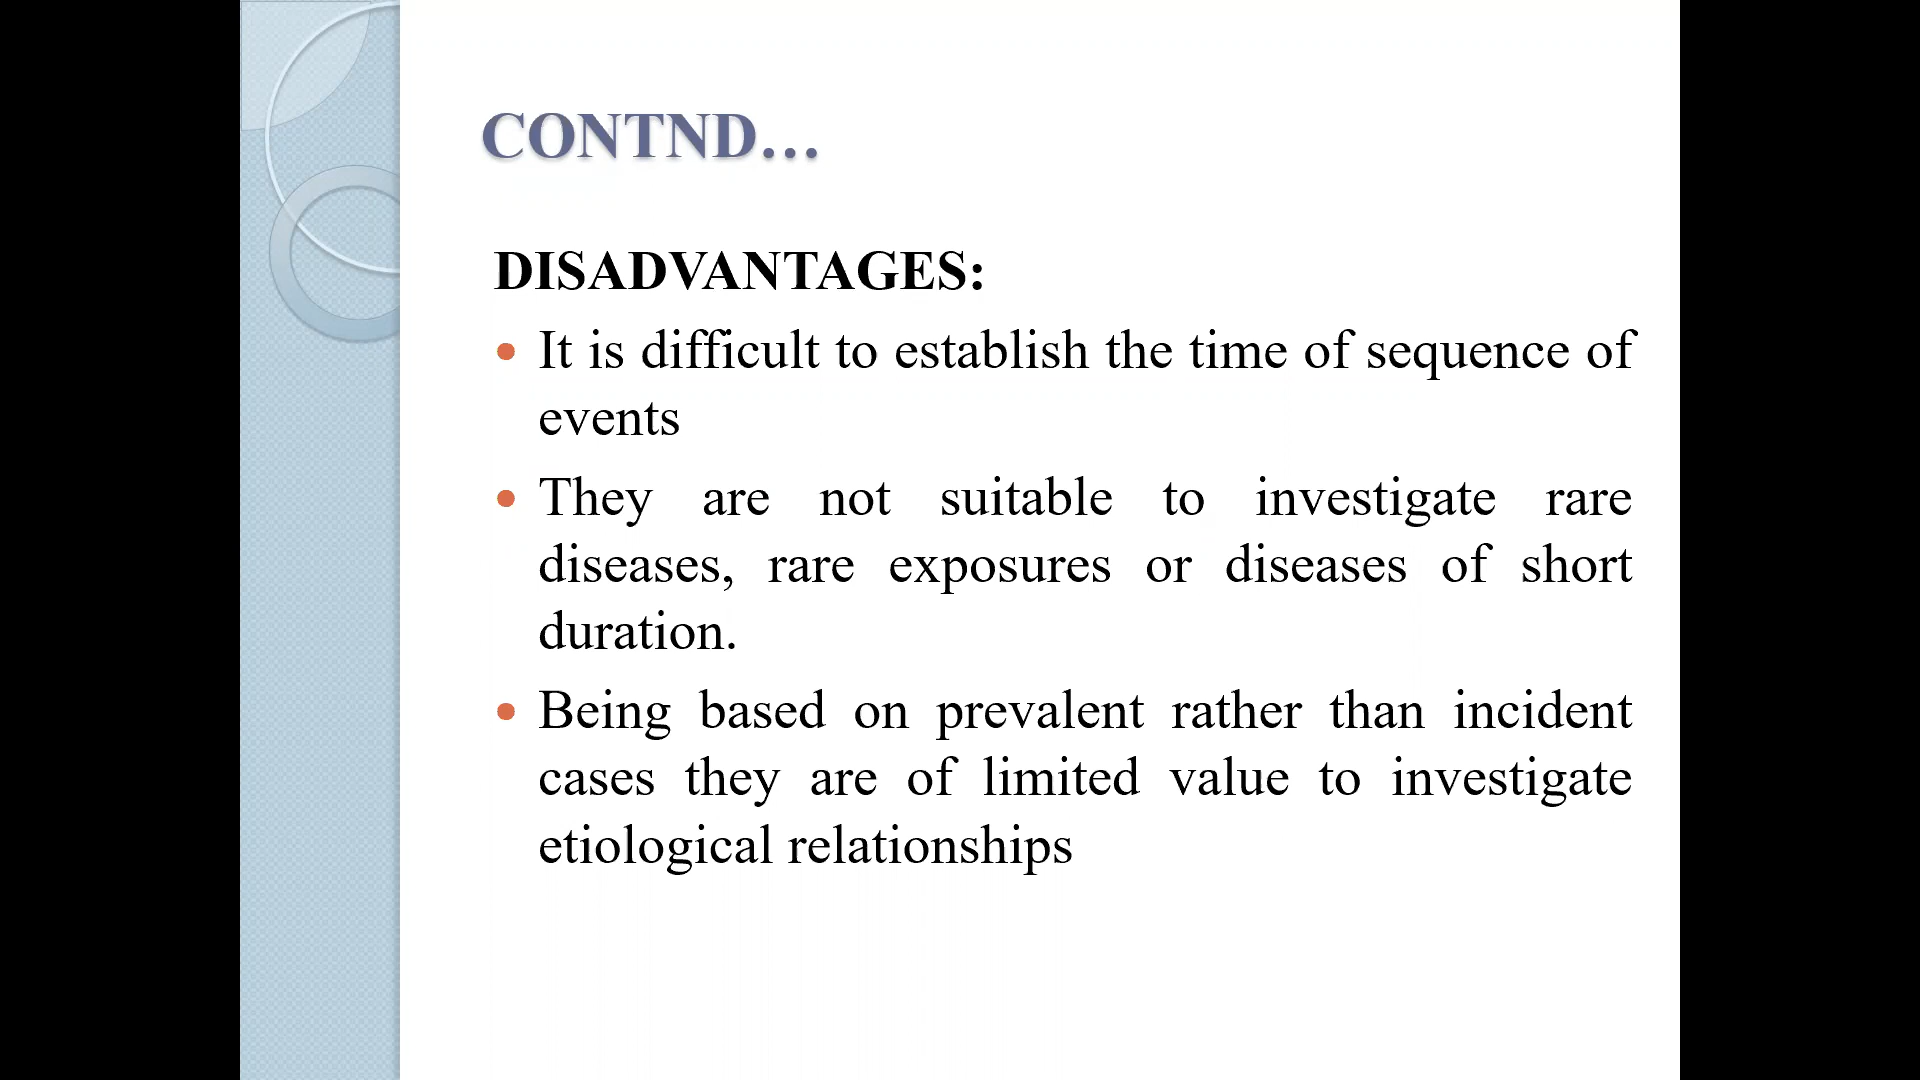 CONTND…
DISADVANTAGES:
• It is difficult to establish the time of sequence of
events
• They are not suitable to investigate rare
diseases, rare exposures or diseases of short
duration.
• Being based on prevalent rather than incident
cases they are of limited value to investigate
etiological relationships